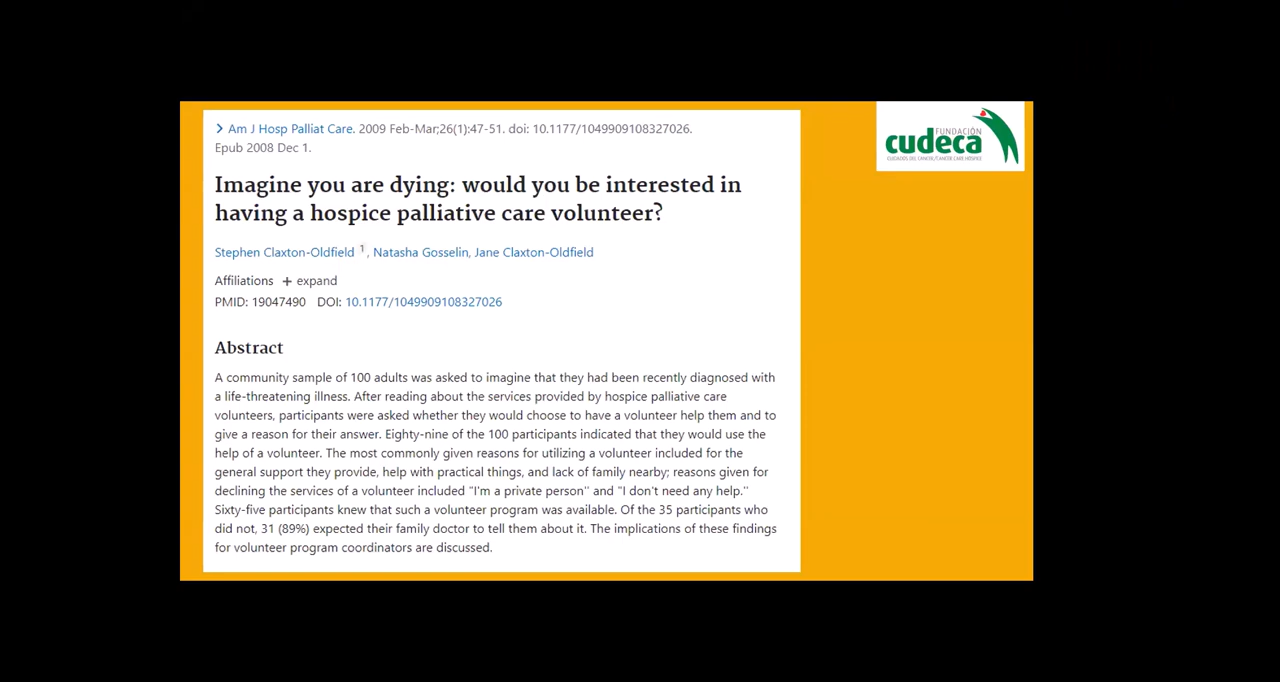 > Am J Hosp Palliat Care. 2009 Feb-Mar;26(1):47-51. doi: 10.1177/1049909108327026.
Epub 2008 Dec 1.
Imagine you are dying: would you be interested in
having a hospice palliative care volunteer?
Stephen Claxton-Oldfield 1, Natasha Gosselin, Jane Claxton-Oldfield
Affiliations + expand
PMID: 19047490 DOI: 10.1177/1049909108327026
Abstract
A community sample of 100 adults was asked to imagine that they had been recently diagnosed with
a life-threatening illness. After reading about the services provided by hospice palliative care
volunteers, participants were asked whether they would choose to have a volunteer help them and to
give a reason for their answer. Eighty-nine of the 100 participants indicated that they would use the
help of a volunteer. The most commonly given reasons for utilizing a volunteer included for the
general support they provide, help with practical things, and lack of family nearby; reasons given for
declining the services of a volunteer included "I'm a private person" and "I don't need any help."
Sixty-five participants knew that such a volunteer program was available. Of the 35 participants who
did not, 31 (89%) expected their family doctor to tell them about it. The implications of these findings
for volunteer program coordinators are discussed.
FUNDACIÓN
cudeca
CUIDADOS DEL CÁNCER/CANCER CARE HOSPICE